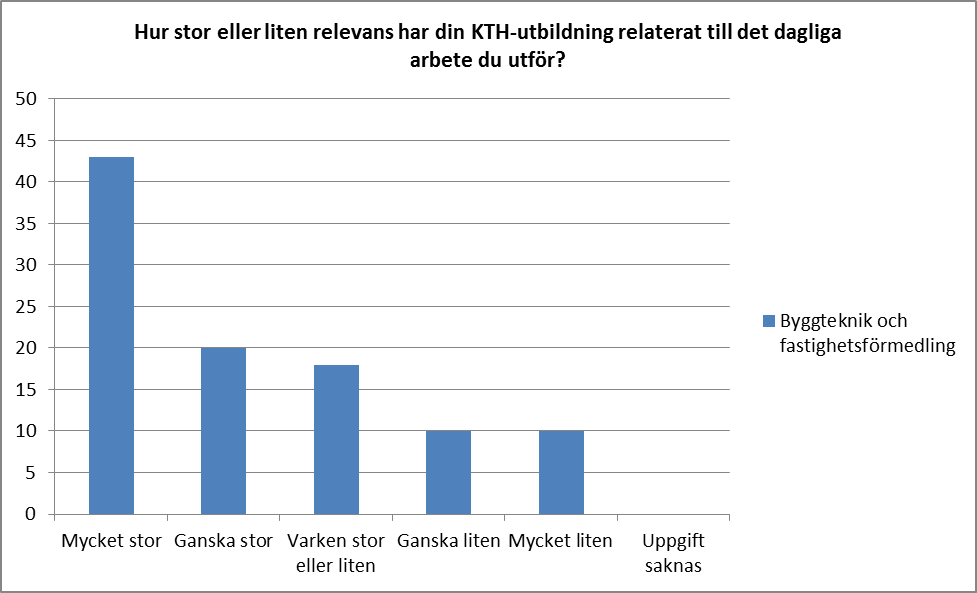 Hur stor eller liten relevans har din KTH-utbildning relaterat till det dagliga
arbete du utför?
50
45
40
35
30
25
20
15
10
5
0
Mycket stor
Ganska stor
Varken stor
eller liten
Ganska liten
Mycket liten
Uppgift
saknas
Byggteknik och
fastighetsförmedling